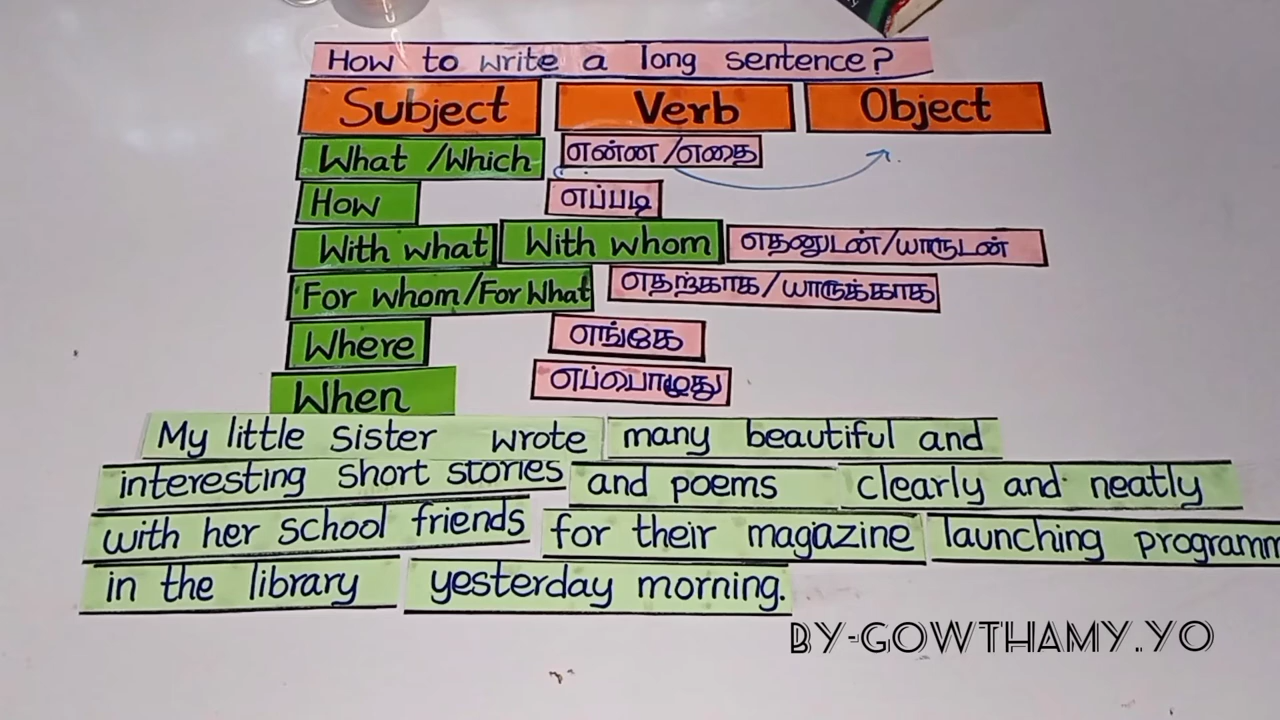 How to write a long sentence?
Subject Verb Object
What /Which என்ன /எதை
How எப்படி
With what With whom எதனுடன்/யாருடன்
For whom/For What எதற்காக/யாருக்காக
Where எங்கே
When எப்பொழுது
My little sister wrote many beautiful and
interesting short stories and poems clearly and neatly
with her school friends for their magazine launching programm
in the library yesterday morning.
BY-GOWTHAMY.YO